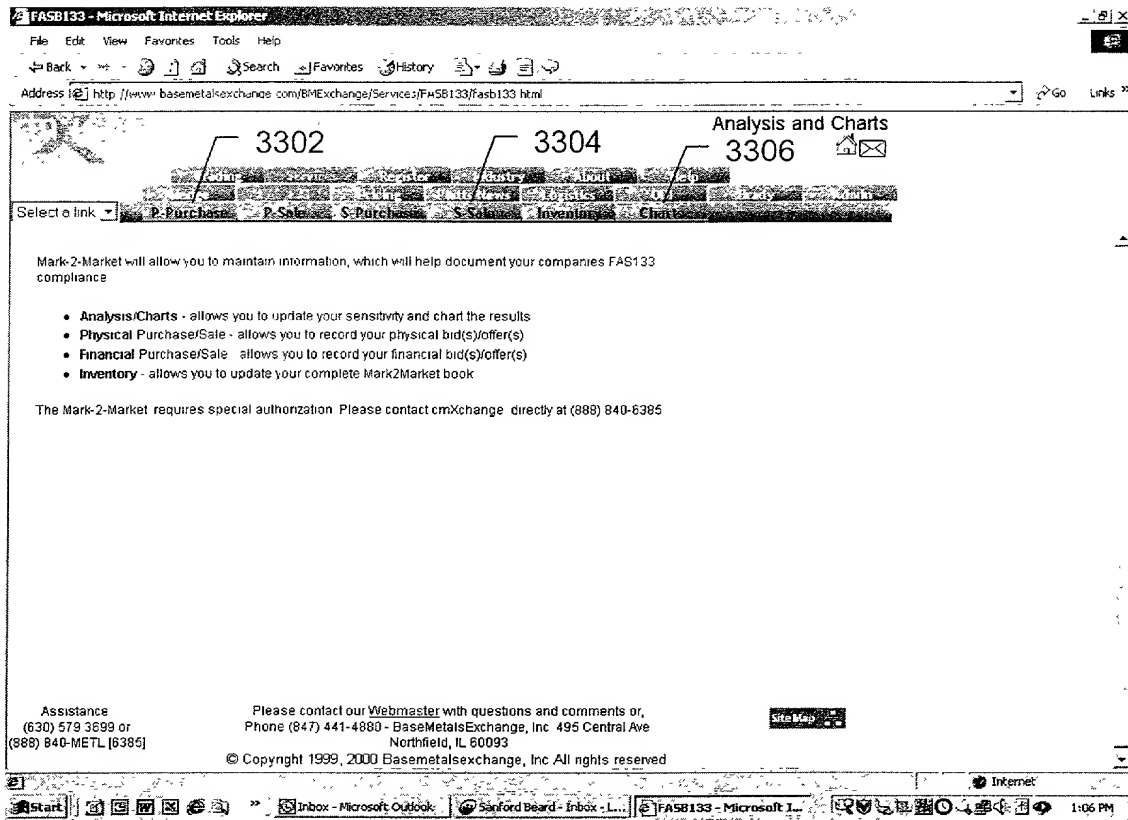 FASB133 - Microsoft Internet Explorer
File Edit View Favorites Tools Help
Back Search Favorites History
Address http //www basemetalsexchange com/BMExchange/Services/FASB133/fasb133 html Go Links »
Analysis and Charts
3302 3304 3306
Register Industry About Help
Logistics
Select a link P-Purchase P-Sale S-Purchase S-Sale Inventory Charts
Mark-2-Market will allow you to maintain information, which will help document your companies FAS133
compliance
• Analysis/Charts - allows you to update your sensitivity and chart the results
• Physical Purchase/Sale - allows you to record your physical bid(s)/offer(s)
• Financial Purchase/Sale allows you to record your financial bid(s)/offer(s)
• Inventory - allows you to update your complete Mark2Market book
The Mark-2-Market requires special authorization Please contact cmXchange directly at (888) 840-6385
Assistance
(630) 579 3699 or
(888) 840-METL [6385]
Please contact our Webmaster with questions and comments or,
Phone (847) 441-4880 - BaseMetalsExchange, Inc 495 Central Ave
Northfield, IL 60093
© Copyright 1999, 2000 Basemetalsexchange, Inc All rights reserved
Site Map
Internet
Start » Inbox - Microsoft Outlook Sanford Beard - Inbox - L... FASB133 - Microsoft I... 1:06 PM